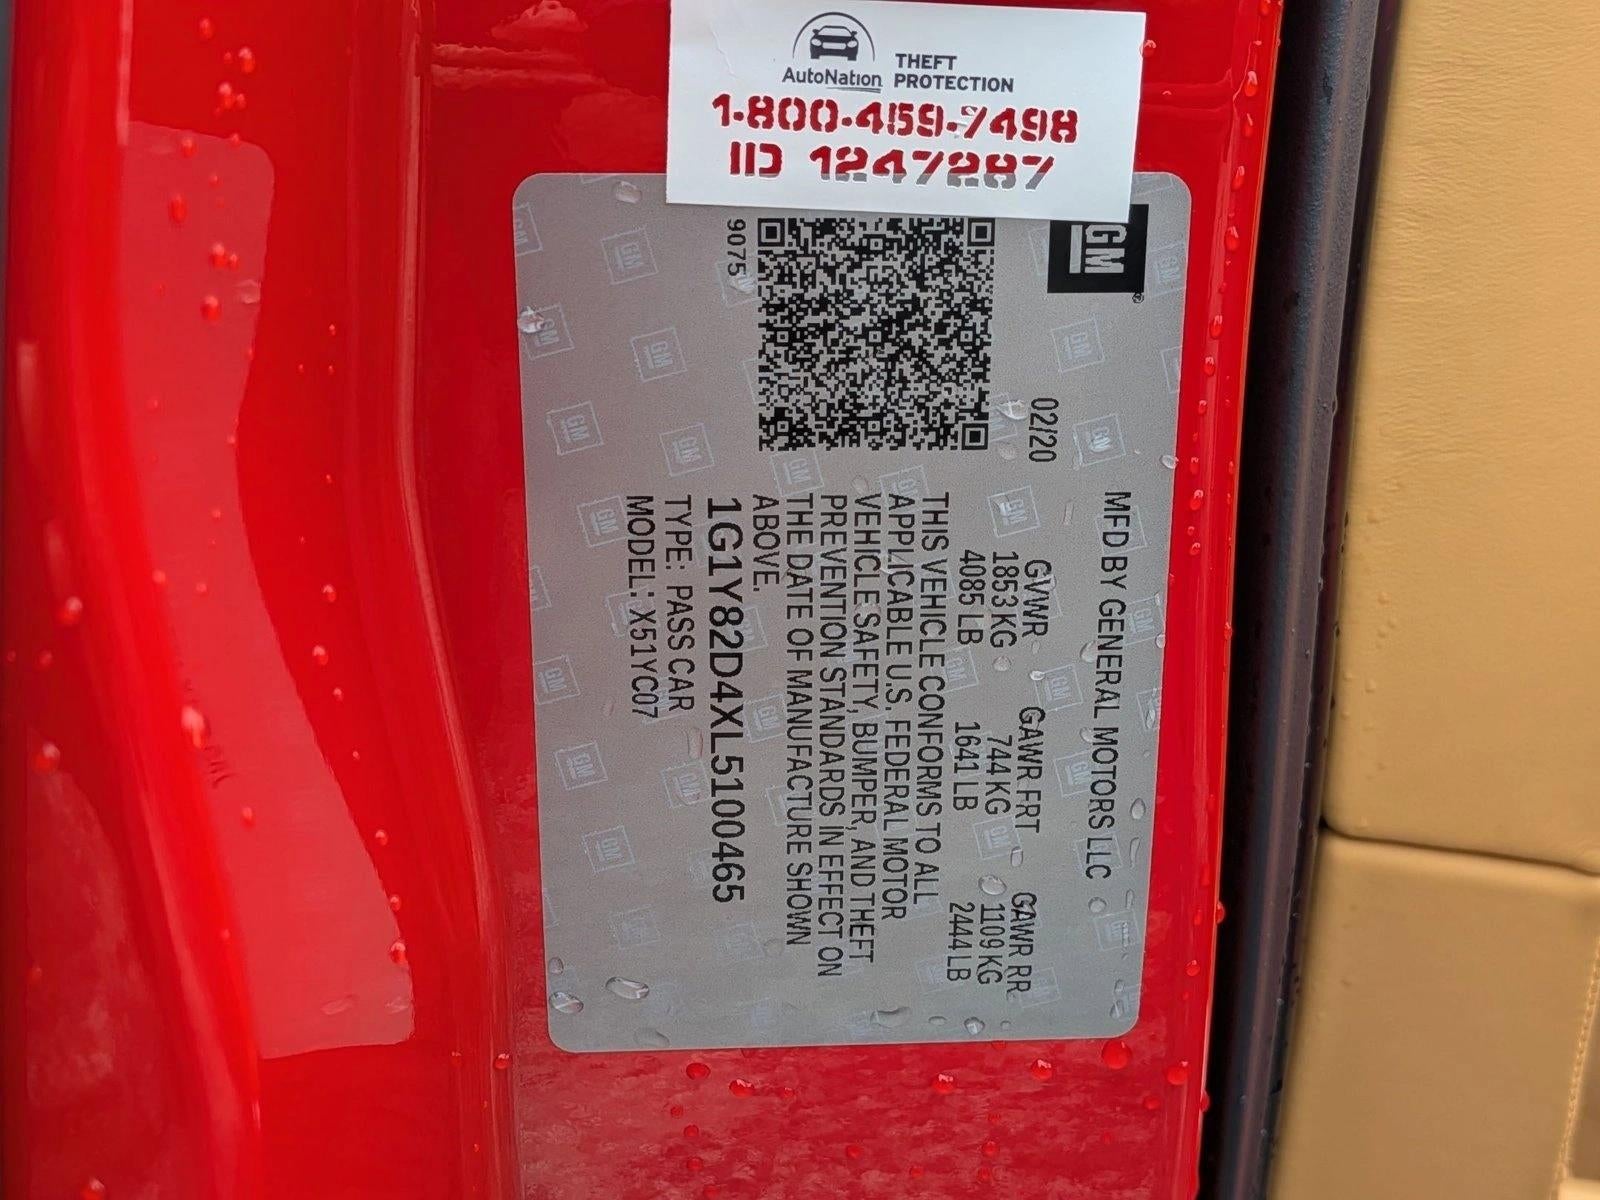 AutoNation
THEFT
PROTECTION
1-800-459-7498
ID 1247287
GM
MFD BY GENERAL MOTORS LLC
02/20 GVWR GAWR FRT GAWR RR
1853 KG 744 KG 1109 KG
4085 LB 1641 LB 2444 LB
THIS VEHICLE CONFORMS TO ALL
APPLICABLE U.S. FEDERAL MOTOR
VEHICLE SAFETY, BUMPER, AND THEFT
PREVENTION STANDARDS IN EFFECT ON
THE DATE OF MANUFACTURE SHOWN
ABOVE.
1G1Y82D4XL5100465
TYPE: PASS CAR
MODEL: X51YC07
9075